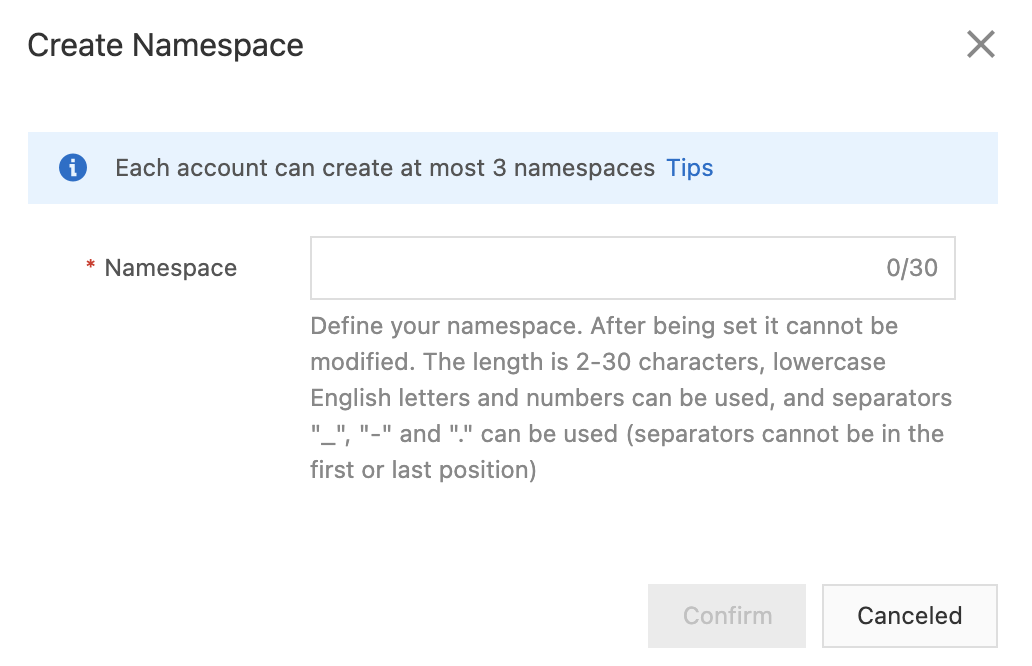 Create Namespace
Each account can create at most 3 namespaces Tips
* Namespace
0/30
Define your namespace. After being set it cannot be
modified. The length is 2-30 characters, lowercase
English letters and numbers can be used, and separators
"_", "-" and "." can be used (separators cannot be in the
first or last position)
Confirm
Canceled